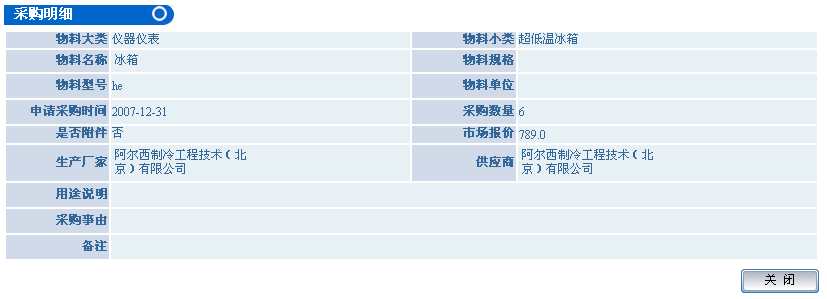 采购明细
物料大类 仪器仪表 物料小类 超低温冰箱
物料名称 冰箱 物料规格
物料型号 he 物料单位
申请采购时间 2007-12-31 采购数量 6
是否附件 否 市场报价 789.0
生产厂家 阿尔西制冷工程技术（北 供应商 阿尔西制冷工程技术（北
京）有限公司 京）有限公司
用途说明
采购事由
备注
关 闭